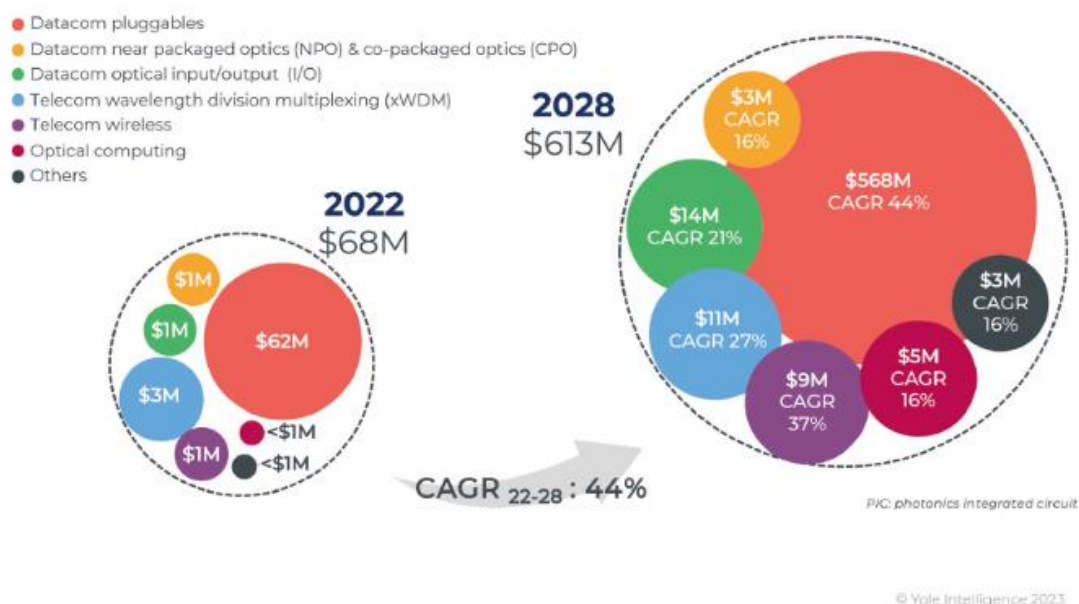 Datacom pluggables
Datacom near packaged optics (NPO) & co-packaged optics (CPO)
Datacom optical input/output (I/O)
Telecom wavelength division multiplexing (xWDM)
Telecom wireless
Optical computing
Others
2022
$68M
$1M
$1M
$62M
$3M
$1M
<$1M
<$1M
2028
$613M
$3M
CAGR
16%
$568M
CAGR 44%
$14M
CAGR 21%
$11M
CAGR 27%
$9M
CAGR
37%
$5M
CAGR
16%
$3M
CAGR
16%
CAGR 22-28 : 44%
PIC: photonics integrated circuit
© Yole Intelligence 2023